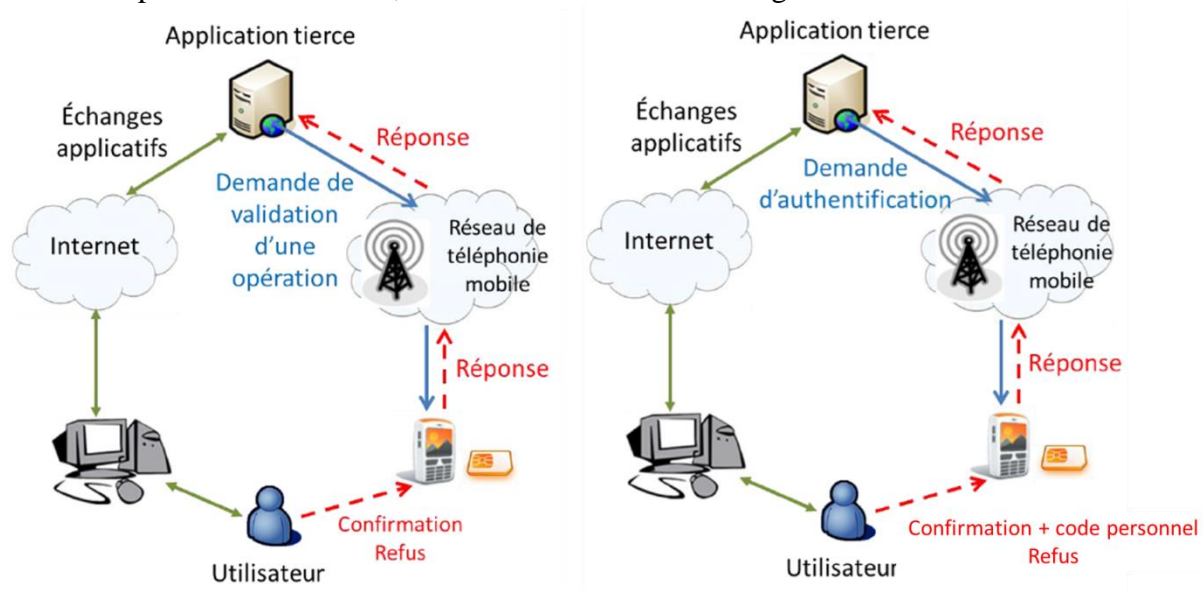 Application tierce
Échanges
applicatifs
Réponse
Demande de
validation
d'une
opération
Internet
Réseau de
téléphonie
mobile
Réponse
Confirmation
Refus
Utilisateur
Application tierce
Échanges
applicatifs
Réponse
Demande
d'authentification
Internet
Réseau de
téléphonie
mobile
Réponse
Confirmation + code personnel
Refus
Utilisateur